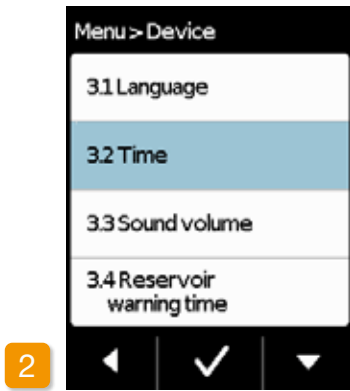 Menu > Device
3.1 Language
3.2 Time
3.3 Sound volume
3.4 Reservoir
warning time
2